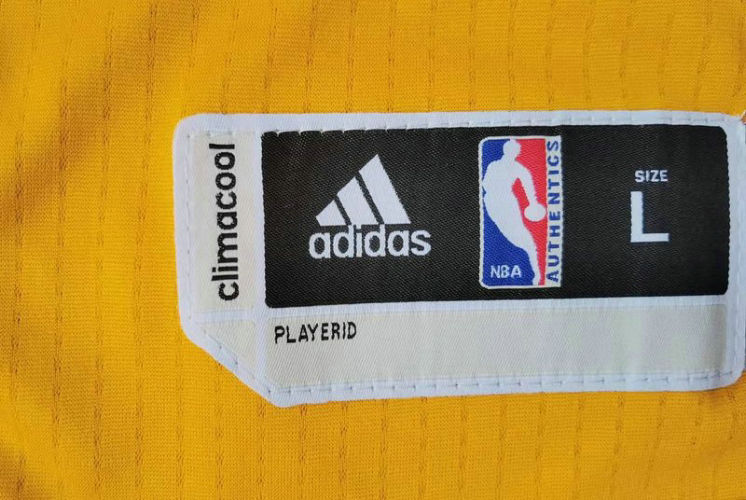 climacool
adidas
NBA
AUTHENTICS
SIZE
L
PLAYERID